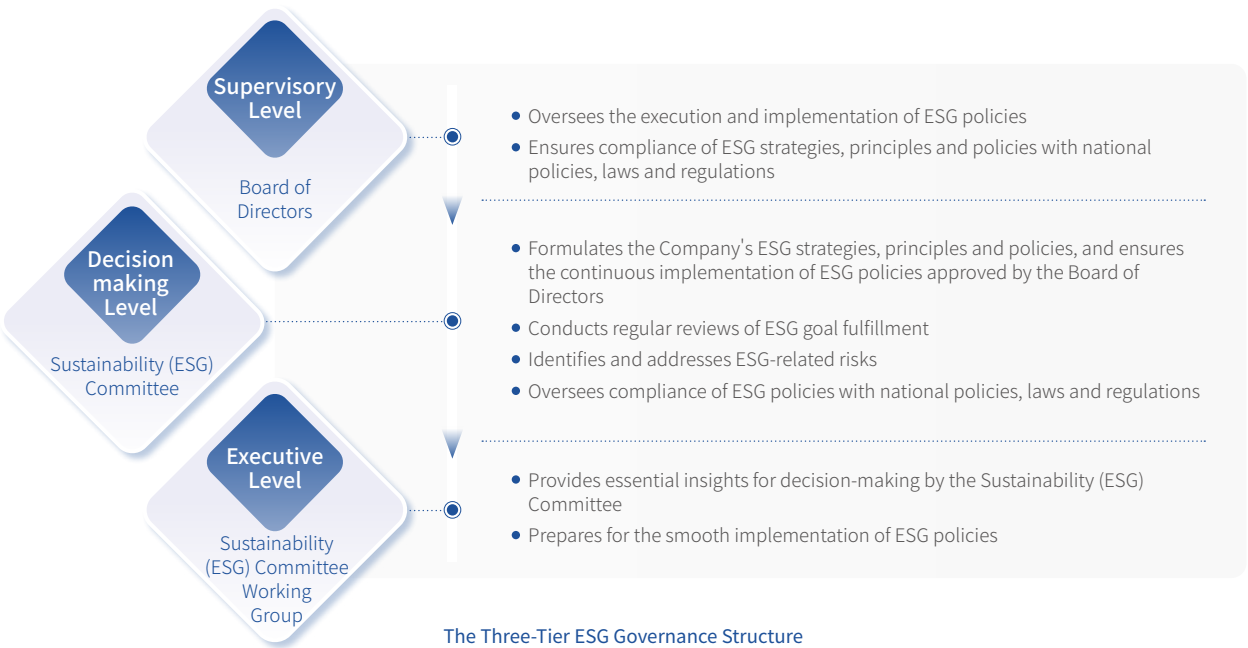 Supervisory
Level
Board of
Directors
• Oversees the execution and implementation of ESG policies
• Ensures compliance of ESG strategies, principles and policies with national
policies, laws and regulations
Decision
making
Level
Sustainability (ESG)
Committee
• Formulates the Company's ESG strategies, principles and policies, and ensures
the continuous implementation of ESG policies approved by the Board of
Directors
• Conducts regular reviews of ESG goal fulfillment
• Identifies and addresses ESG-related risks
• Oversees compliance of ESG policies with national policies, laws and regulations
Executive
Level
Sustainability
(ESG) Committee
Working
Group
• Provides essential insights for decision-making by the Sustainability (ESG)
Committee
• Prepares for the smooth implementation of ESG policies
The Three-Tier ESG Governance Structure